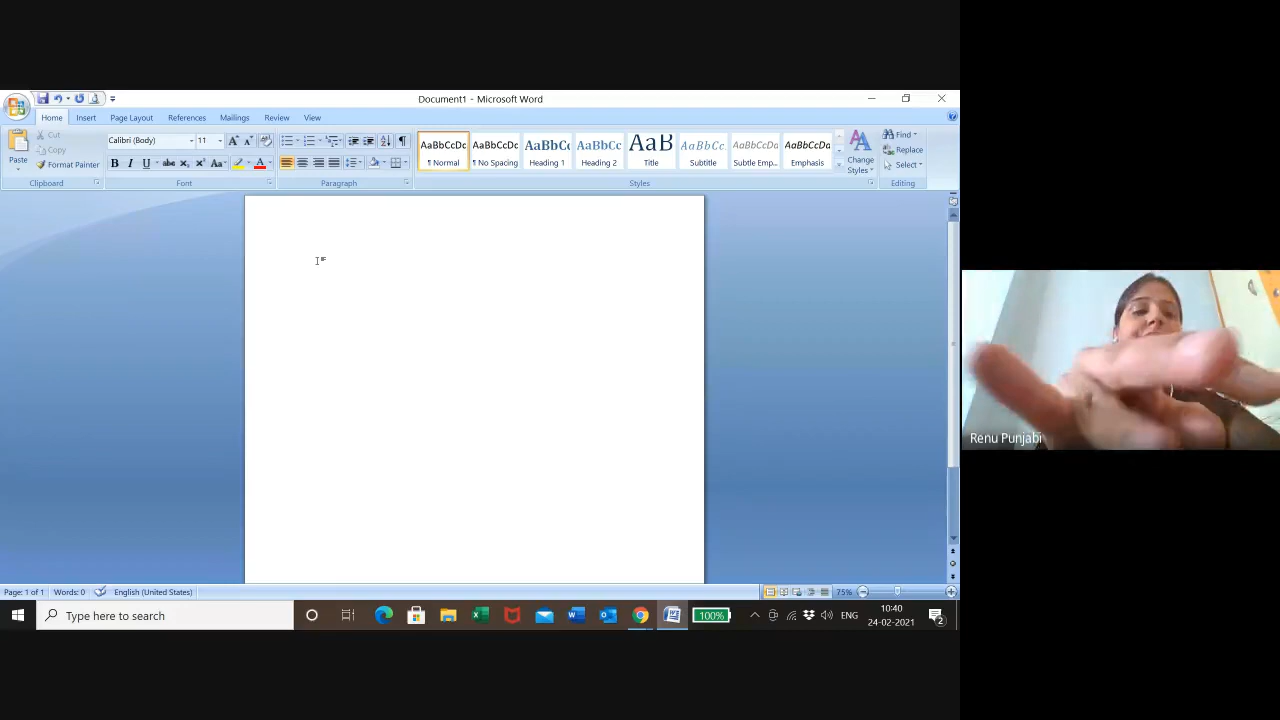 Document1 - Microsoft Word
Home Insert Page Layout References Mailings Review View
Paste
Cut
Copy
Format Painter
Clipboard
Calibri (Body) 11
Font
Paragraph
AaBbCcDc AaBbCcDc AaBbCc AaBbCc AaB AaBbCc. AaBbCcDa AaBbCcDa
¶ Normal ¶ No Spacing Heading 1 Heading 2 Title Subtitle Subtle Emp... Emphasis
Change Styles
Styles
Find
Replace
Select
Editing
Renu Punjabi
Page: 1 of 1 Words: 0 English (United States) 75%
Type here to search
100%
ENG
10:40
24-02-2021
2